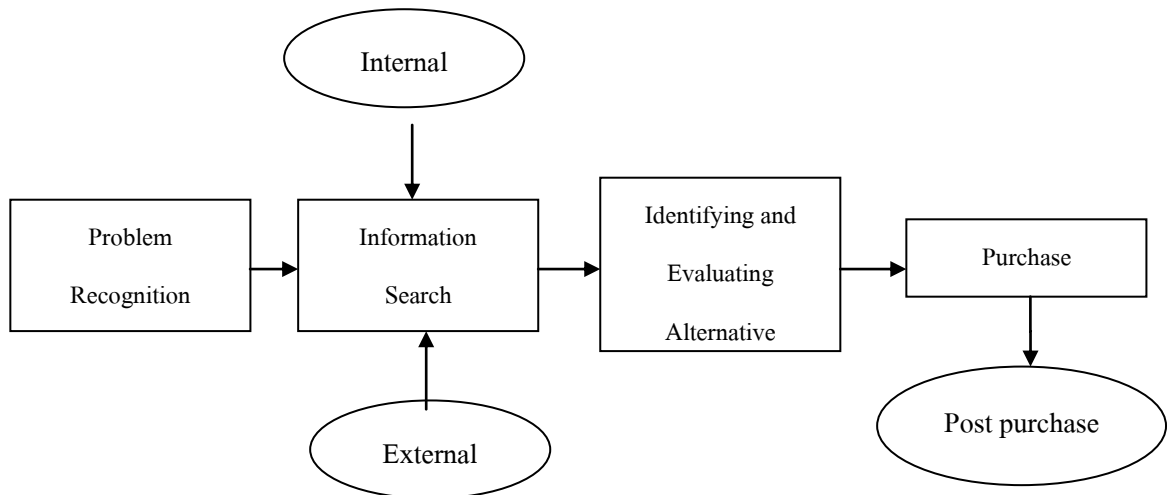 Internal
Problem
Recognition
Information
Search
Identifying and
Evaluating
Alternative
Purchase
External
Post purchase